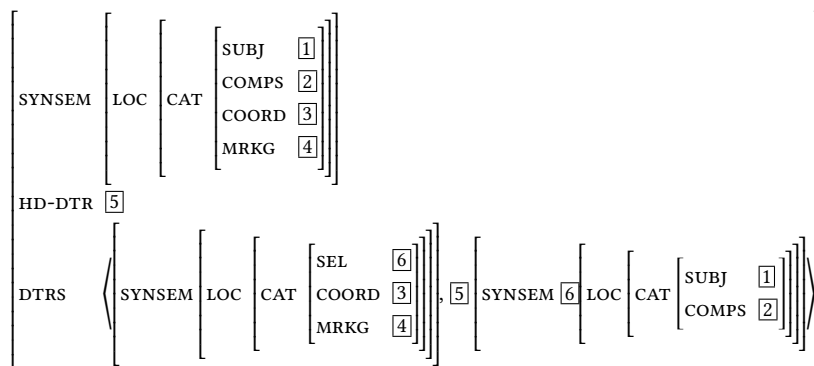 SUBJ 1
COMPS 2
SYNSEM LOC CAT COORD 3
MRKG 4
HD-DTR 5
SEL 6
SUBJ 1
DTRS ⟨ SYNSEM LOC CAT COORD 3 , 5 SYNSEM 6 LOC CAT ⟩
COMPS 2
MRKG 4